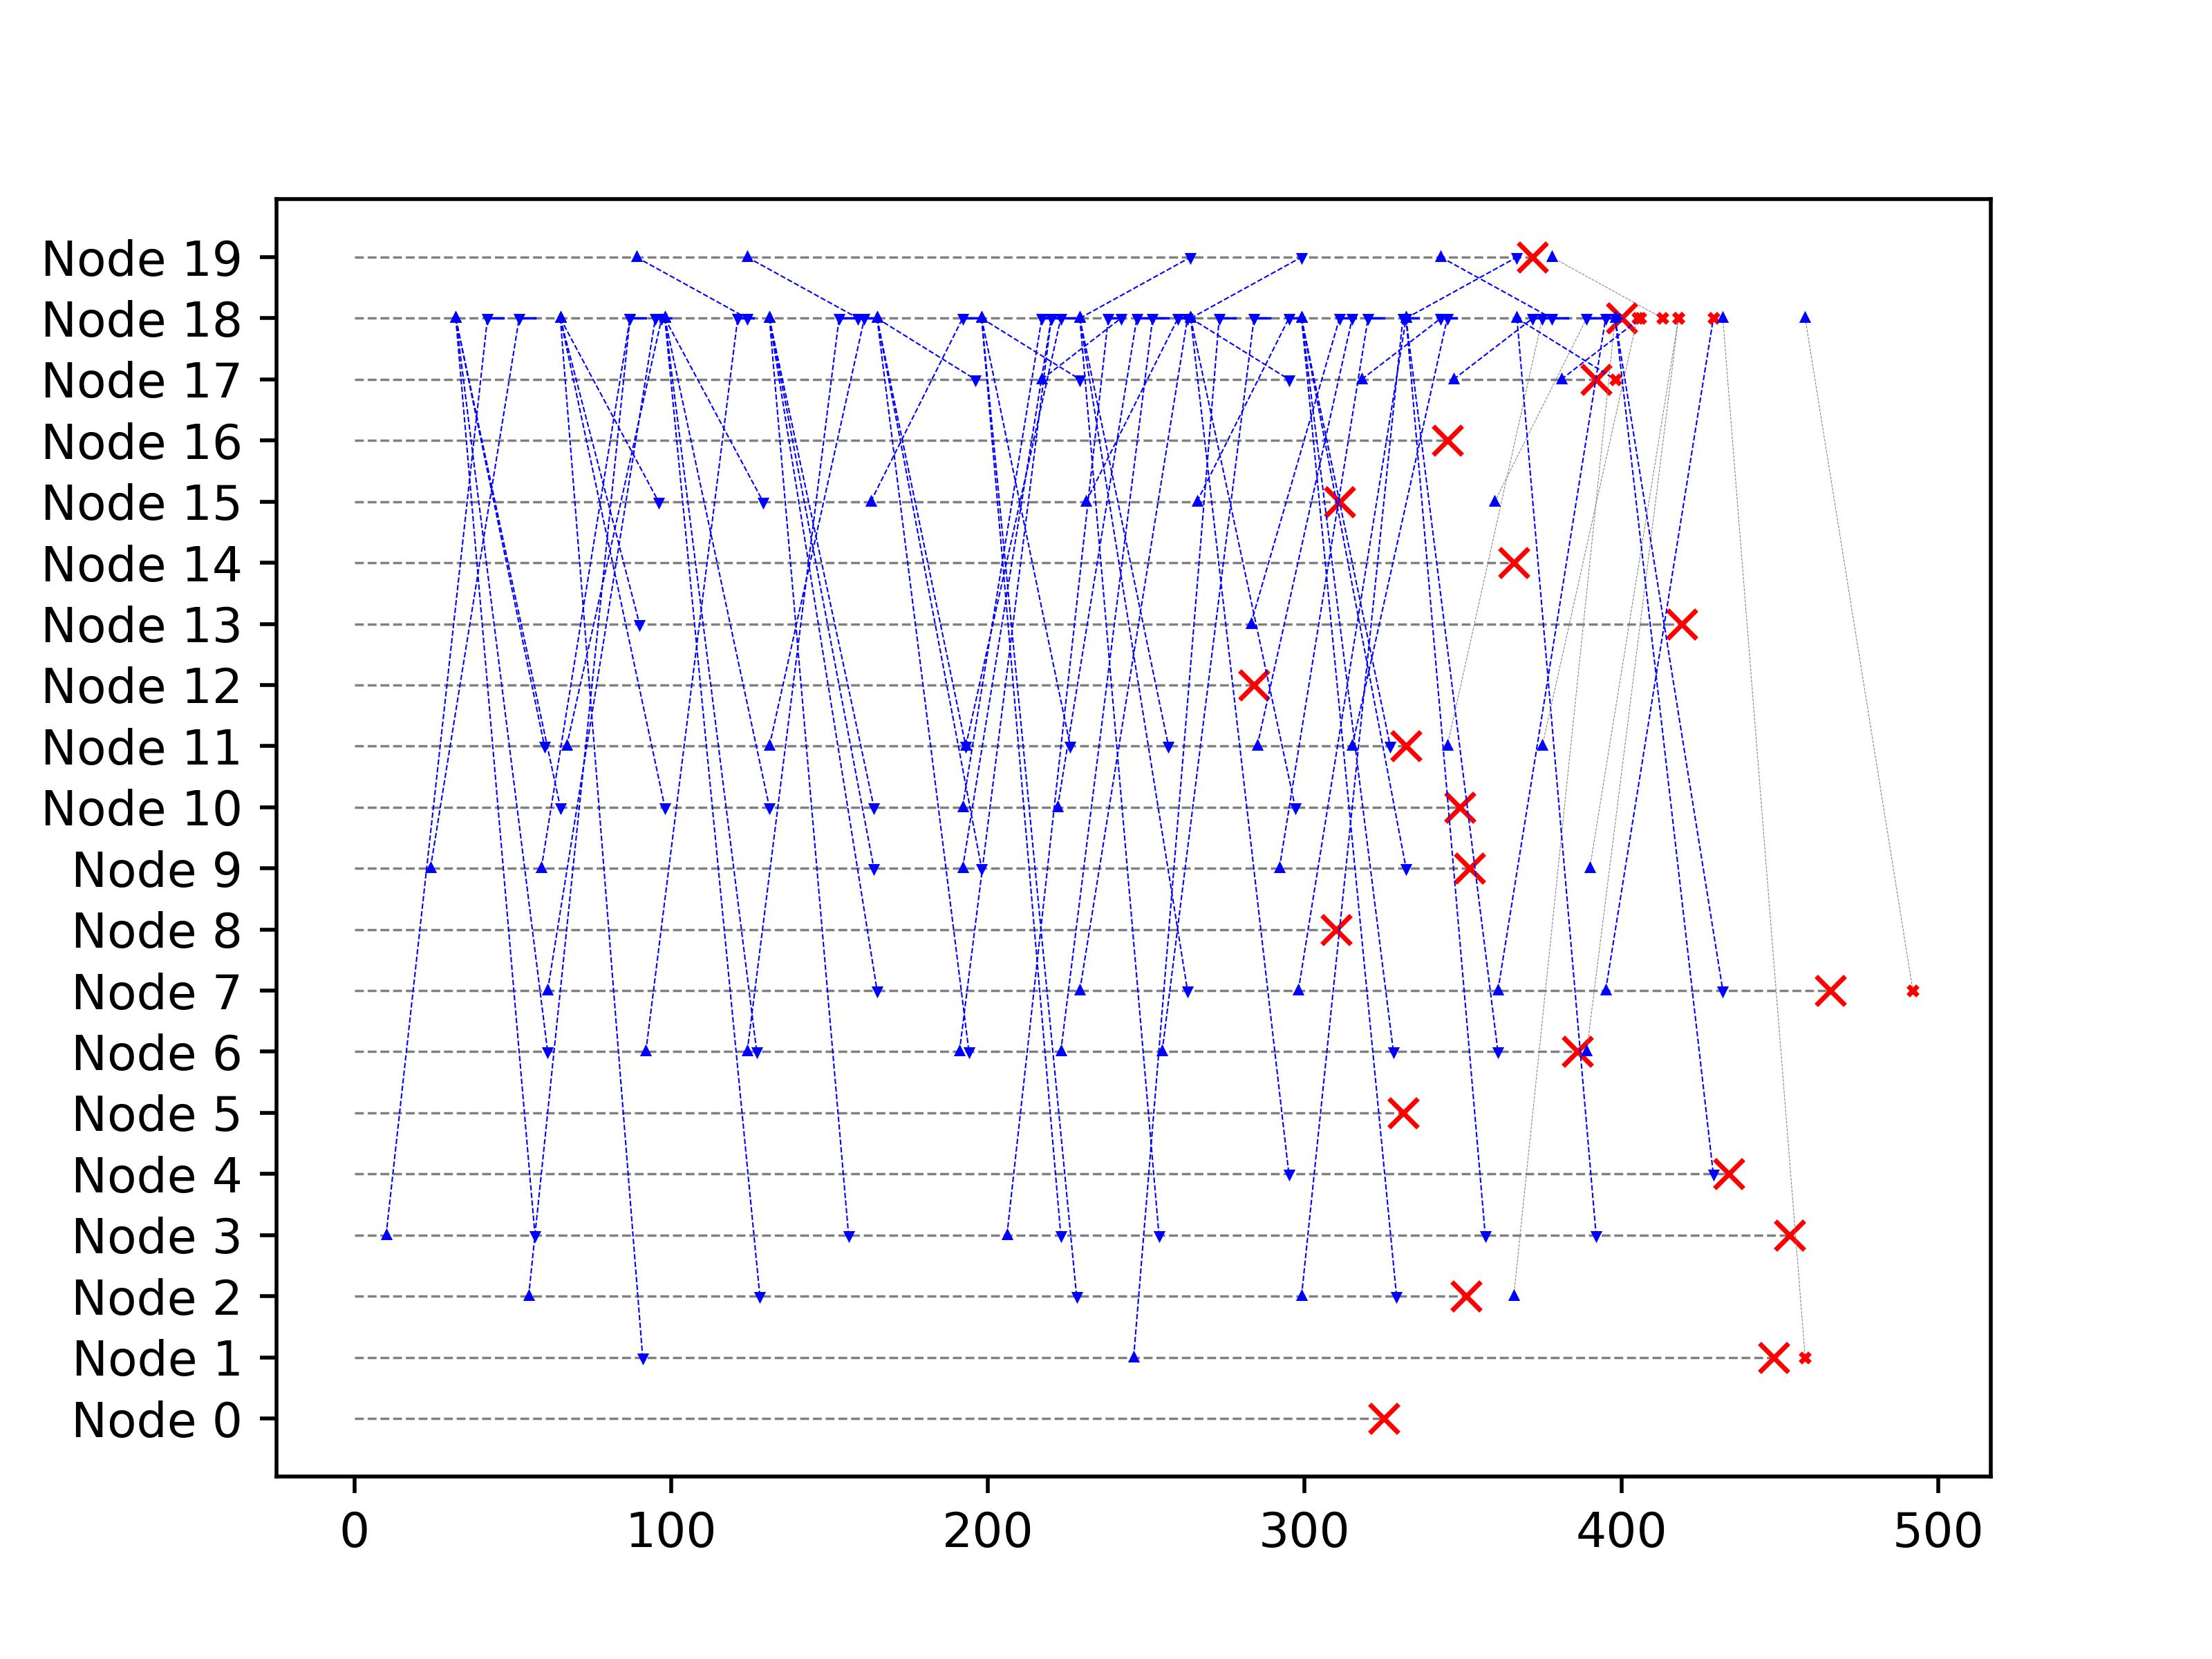 Node 19
Node 18
Node 17
Node 16
Node 15
Node 14
Node 13
Node 12
Node 11
Node 10
Node 9
Node 8
Node 7
Node 6
Node 5
Node 4
Node 3
Node 2
Node 1
Node 0
0 100 200 300 400 500